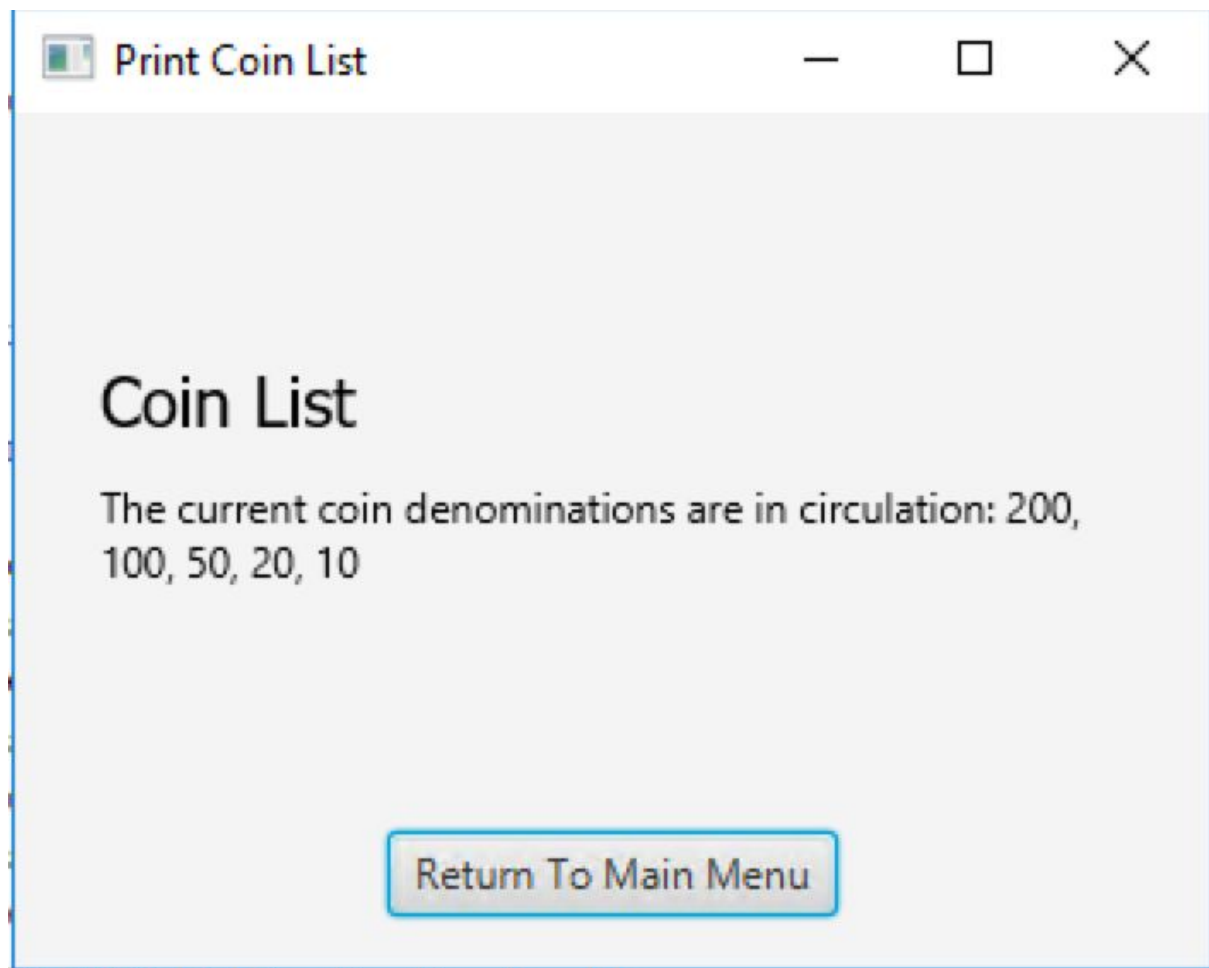 Print Coin List
Coin List
The current coin denominations are in circulation: 200,
100, 50, 20, 10
Return To Main Menu